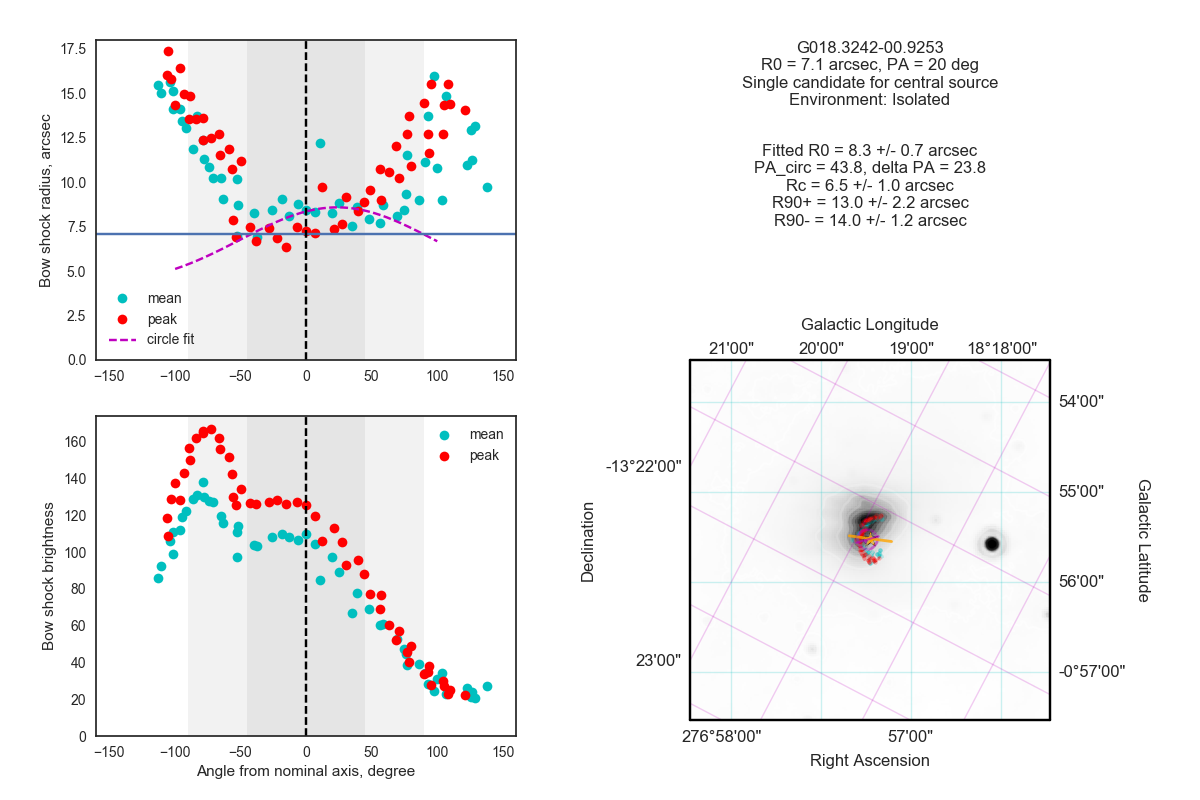 17.5
15.0
12.5
10.0
7.5
5.0
2.5
0.0
Bow shock radius, arcsec
mean
peak
circle fit
−150 −100 −50 0 50 100 150
160
140
120
100
80
60
40
20
0
Bow shock brightness
mean
peak
−150 −100 −50 0 50 100 150
Angle from nominal axis, degree
G018.3242-00.9253
R0 = 7.1 arcsec, PA = 20 deg
Single candidate for central source
Environment: Isolated
Fitted R0 = 8.3 +/- 0.7 arcsec
PA_circ = 43.8, delta PA = 23.8
Rc = 6.5 +/- 1.0 arcsec
R90+ = 13.0 +/- 2.2 arcsec
R90- = 14.0 +/- 1.2 arcsec
Galactic Longitude
21'00" 20'00" 19'00" 18°18'00"
54'00"
55'00"
56'00"
-0°57'00"
Galactic Latitude
-13°22'00"
23'00"
Declination
276°58'00" 57'00"
Right Ascension